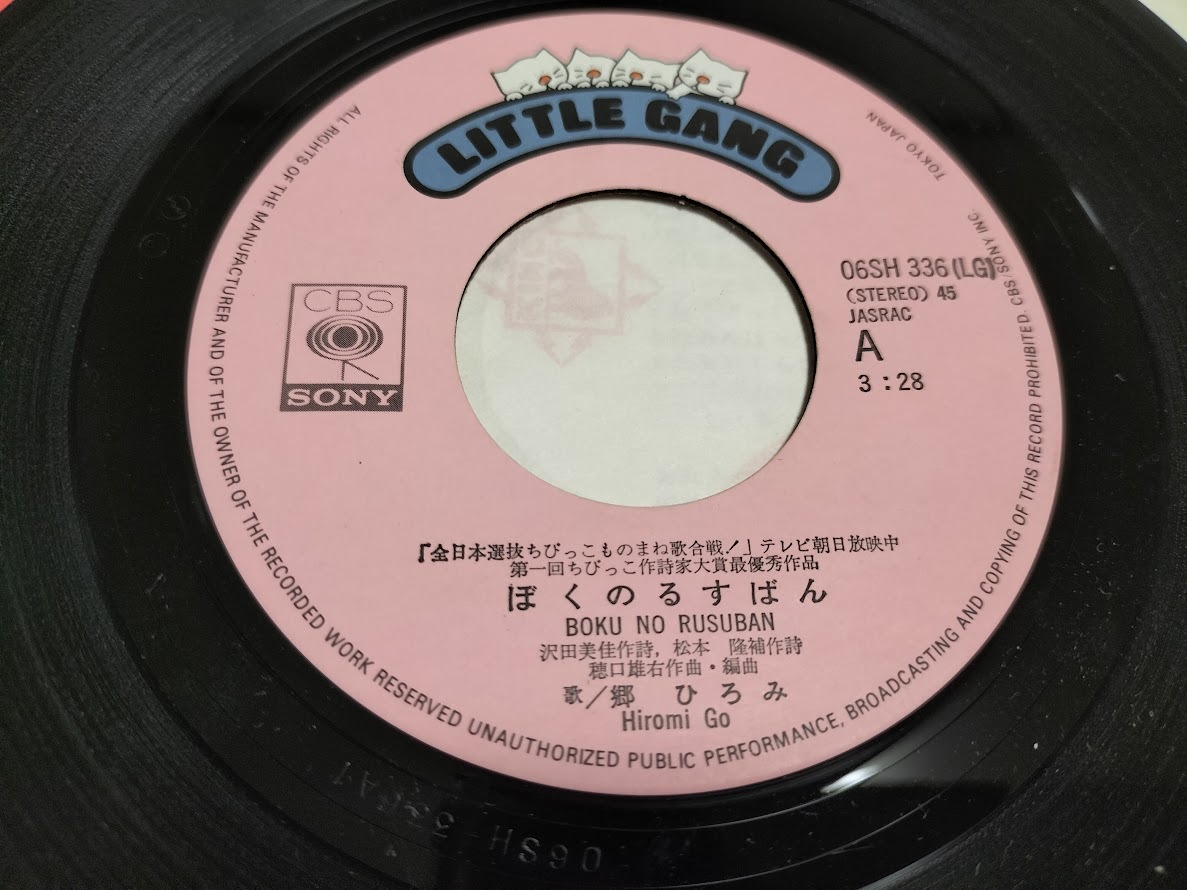 LITTLE GANG
CBS
SONY
06SH 336(LG)
(STEREO) 45
JASRAC
A
3:28
『全日本選抜ちびっこものまね歌合戦!」テレビ朝日放映中
第一回ちびっこ作詩家大賞最優秀作品
ぼくのるすばん
BOKU NO RUSUBAN
沢田美佳作詩,松本 隆補作詩
穂口雄右作曲・編曲
歌/郷 ひろみ
Hiromi Go
ALL RIGHTS OF THE MANUFACTURER AND OF THE OWNER OF THE RECORDED WORK RESERVED UNAUTHORIZED PUBLIC PERFORMANCE, BROADCASTING AND COPYING OF THIS RECORD PROHIBITED. CBS/SONY INC. TOKYO JAPAN
06SH